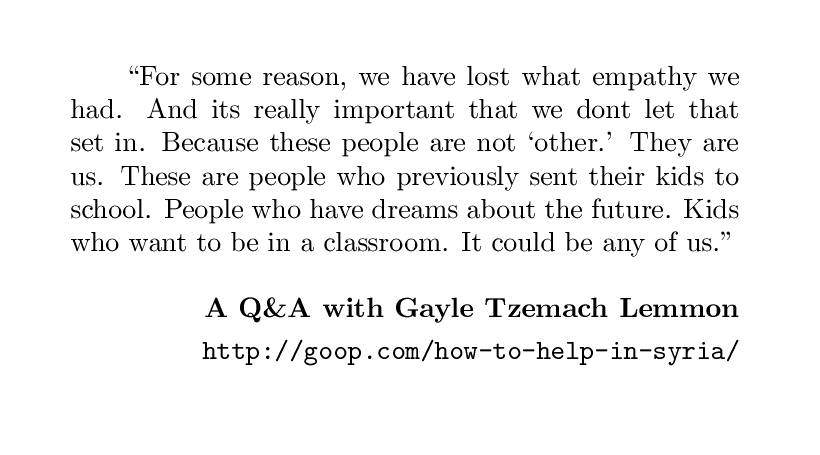 “For some reason, we have lost what empathy we
had. And its really important that we dont let that
set in. Because these people are not ‘other.’ They are
us. These are people who previously sent their kids to
school. People who have dreams about the future. Kids
who want to be in a classroom. It could be any of us.”
A Q&A with Gayle Tzemach Lemmon
http://goop.com/how-to-help-in-syria/